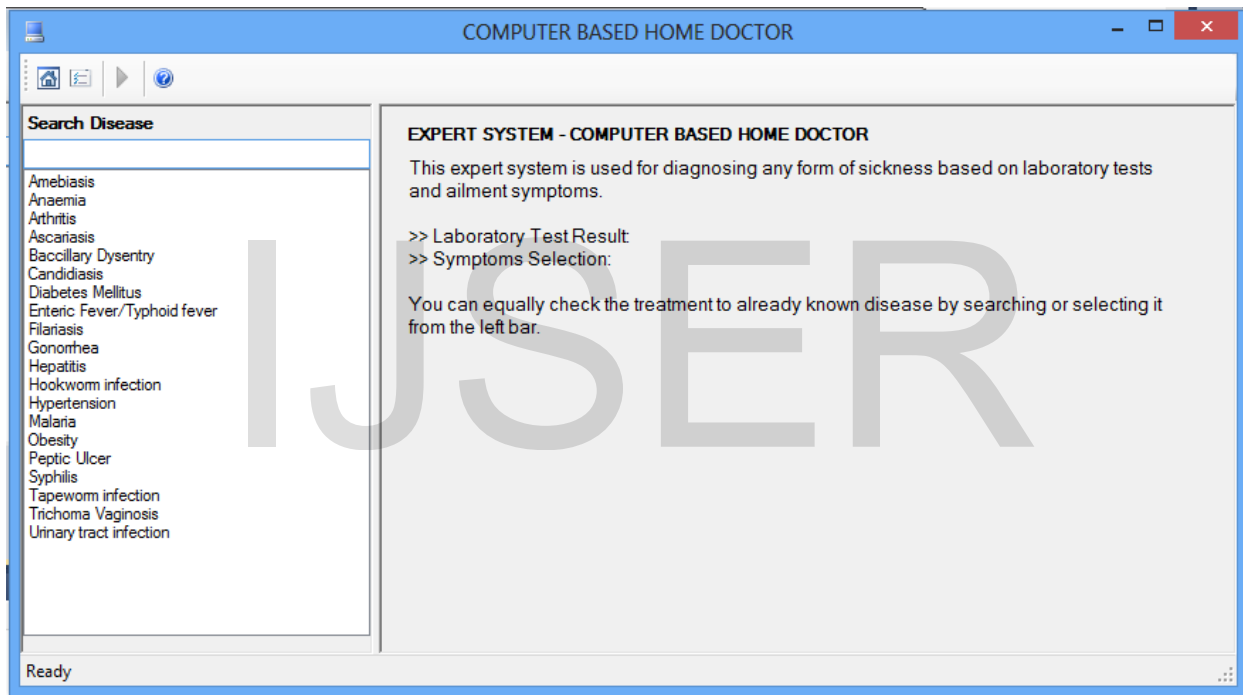 COMPUTER BASED HOME DOCTOR
Search Disease
Amebiasis
Anaemia
Arthritis
Ascariasis
Baccillary Dysentry
Candidiasis
Diabetes Mellitus
Enteric Fever/Typhoid fever
Filariasis
Gonorrhea
Hepatitis
Hookworm infection
Hypertension
Malaria
Obesity
Peptic Ulcer
Syphilis
Tapeworm infection
Trichoma Vaginosis
Urinary tract infection
EXPERT SYSTEM - COMPUTER BASED HOME DOCTOR
This expert system is used for diagnosing any form of sickness based on laboratory tests
and ailment symptoms.
>> Laboratory Test Result:
>> Symptoms Selection:
You can equally check the treatment to already known disease by searching or selecting it
from the left bar.
IJSER
Ready